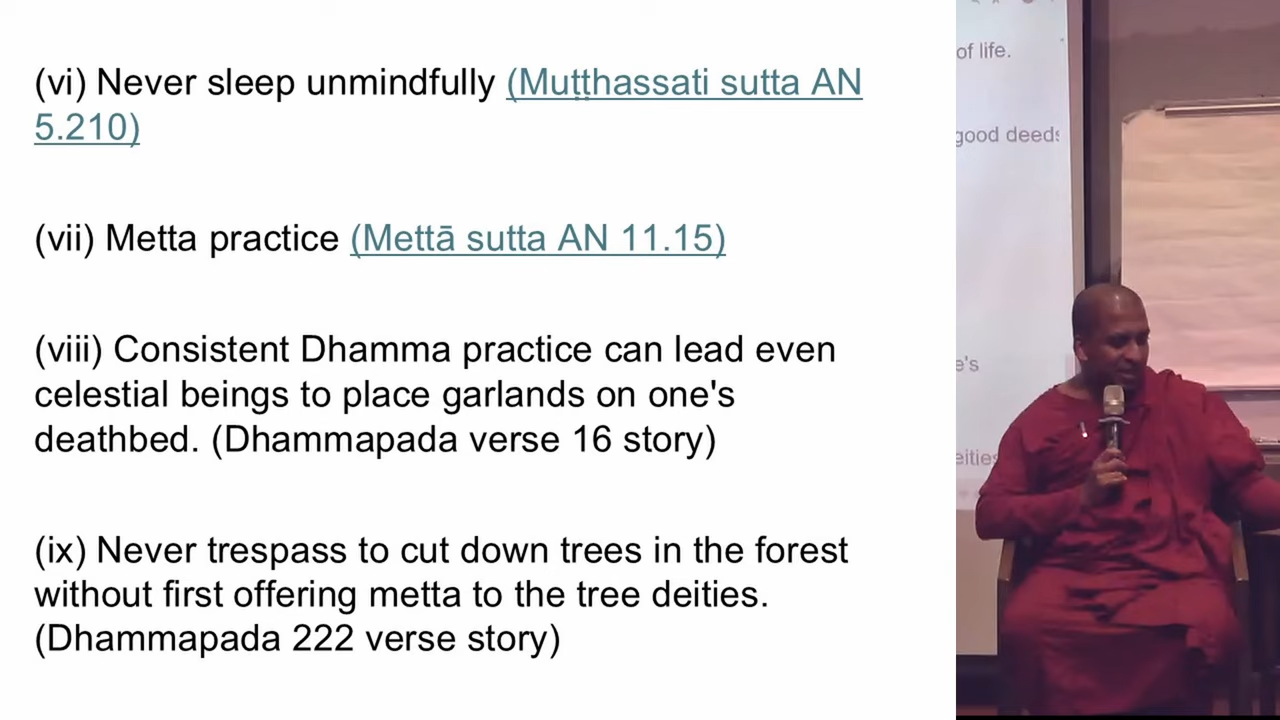 (vi) Never sleep unmindfully (Muṭṭhassati sutta AN
5.210)
(vii) Metta practice (Mettā sutta AN 11.15)
(viii) Consistent Dhamma practice can lead even
celestial beings to place garlands on one's
deathbed. (Dhammapada verse 16 story)
(ix) Never trespass to cut down trees in the forest
without first offering metta to the tree deities.
(Dhammapada 222 verse story)
of life.
good deeds
e's
eities